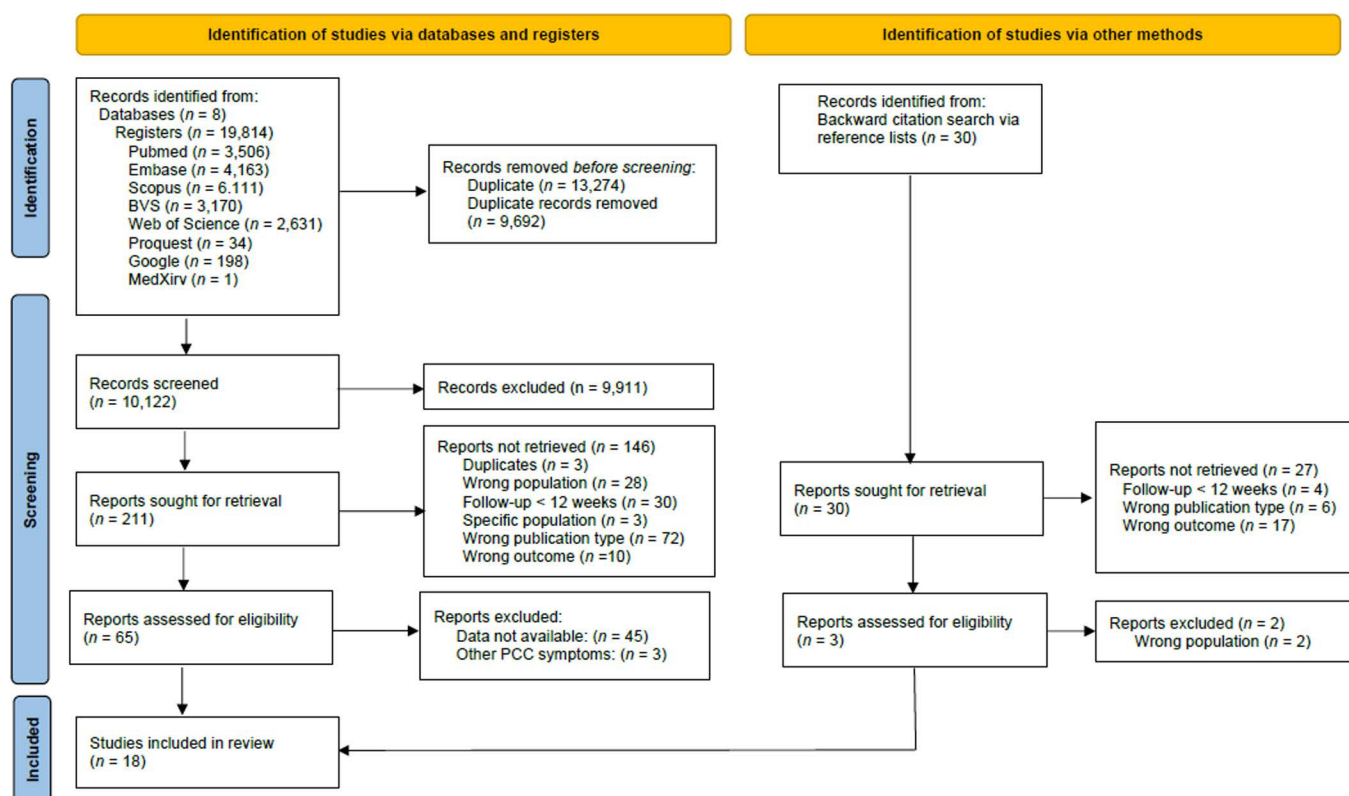 Identification of studies via databases and registers
Identification of studies via other methods
Identification
Records identified from:
Databases (n = 8)
Registers (n = 19,814)
Pubmed (n = 3,506)
Embase (n = 4,163)
Scopus (n = 6.111)
BVS (n = 3,170)
Web of Science (n = 2,631)
Proquest (n = 34)
Google (n = 198)
MedXirv (n = 1)
Records removed before screening:
Duplicate (n = 13,274)
Duplicate records removed
(n = 9,692)
Records identified from:
Backward citation search via
reference lists (n = 30)
Screening
Records screened
(n = 10,122)
Records excluded (n = 9,911)
Reports sought for retrieval
(n = 211)
Reports not retrieved (n = 146)
Duplicates (n = 3)
Wrong population (n = 28)
Follow-up < 12 weeks (n = 30)
Specific population (n = 3)
Wrong publication type (n = 72)
Wrong outcome (n =10)
Reports sought for retrieval
(n = 30)
Reports not retrieved (n = 27)
Follow-up < 12 weeks (n = 4)
Wrong publication type (n = 6)
Wrong outcome (n = 17)
Reports assessed for eligibility
(n = 65)
Reports excluded:
Data not available: (n = 45)
Other PCC symptoms: (n = 3)
Reports assessed for eligibility
(n = 3)
Reports excluded (n = 2)
Wrong population (n = 2)
Included
Studies included in review
(n = 18)